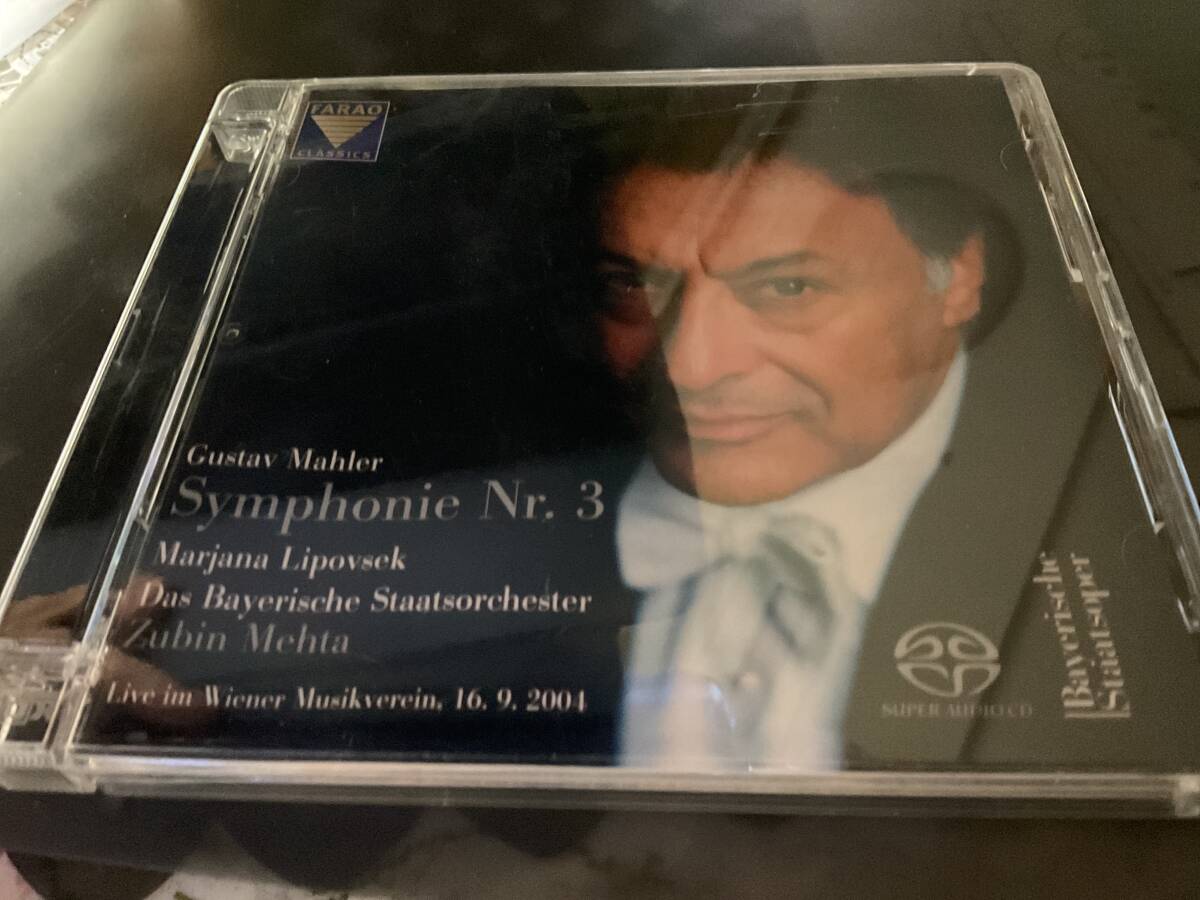 FARAO
CLASSICS
Gustav Mahler
Symphonie Nr. 3
Marjana Lipovsek
Das Bayerische Staatsorchester
Zubin Mehta
Live im Wiener Musikverein, 16. 9. 2004
SUPER AUDIO CD
Bayerische
Staatsoper